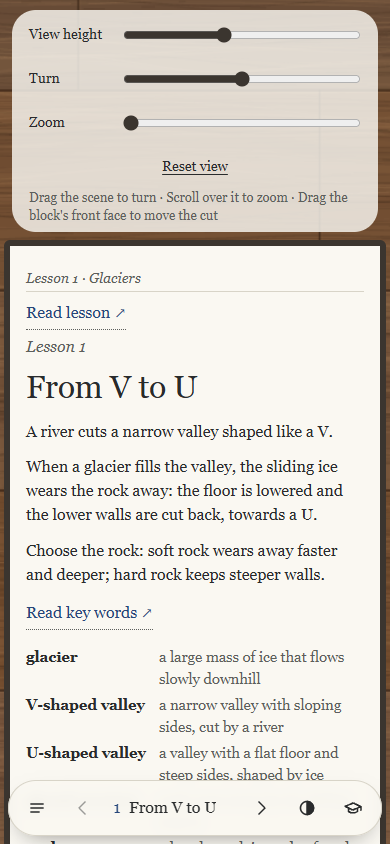 View height
Turn
Zoom
Reset view
Drag the scene to turn · Scroll over it to zoom · Drag the
block's front face to move the cut
Lesson 1 · Glaciers
Read lesson ↗
Lesson 1
From V to U
A river cuts a narrow valley shaped like a V.
When a glacier fills the valley, the sliding ice
wears the rock away: the floor is lowered and
the lower walls are cut back, towards a U.
Choose the rock: soft rock wears away faster
and deeper; hard rock keeps steeper walls.
Read key words ↗
glacier a large mass of ice that flows
slowly downhill
V-shaped valley a narrow valley with sloping
sides, cut by a river
U-shaped valley a valley with a flat floor and
steep sides, shaped by ice
1 From V to U